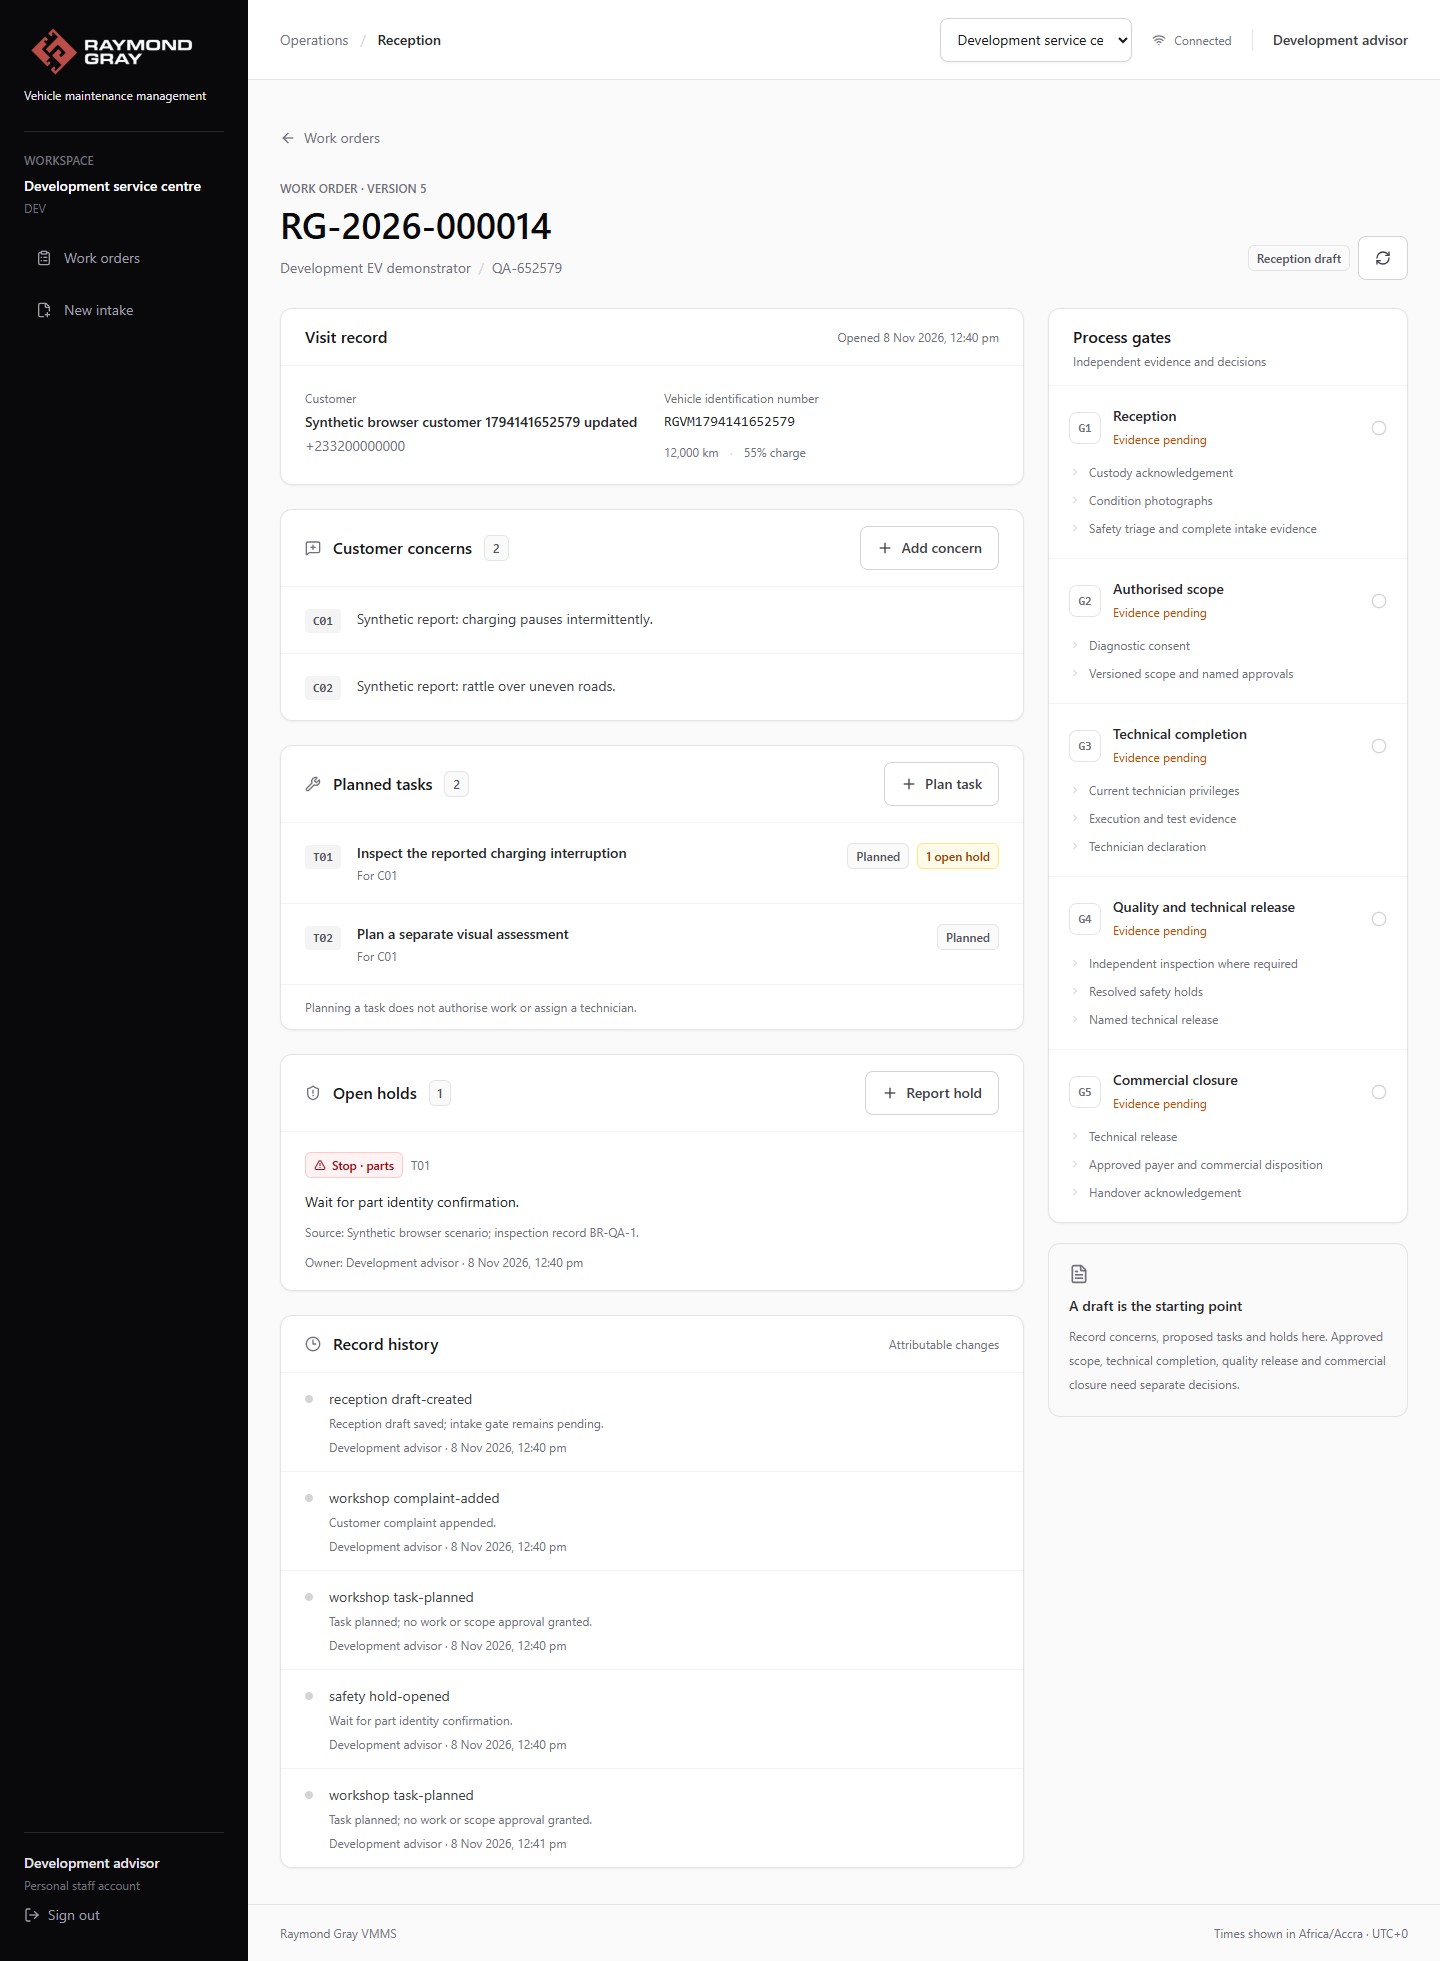 RAYMOND
GRAY
Vehicle maintenance management
WORKSPACE
Development service centre
DEV
Work orders
New intake
Development advisor
Personal staff account
Sign out
Operations / Reception
Development service ce
Connected
Development advisor
Work orders
WORK ORDER · VERSION 5
RG-2026-000014
Development EV demonstrator / QA-652579
Reception draft
Visit record
Opened 8 Nov 2026, 12:40 pm
Customer
Synthetic browser customer 1794141652579 updated
+233200000000
Vehicle identification number
RGVM1794141652579
12,000 km · 55% charge
Customer concerns 2
Add concern
C01 Synthetic report: charging pauses intermittently.
C02 Synthetic report: rattle over uneven roads.
Planned tasks 2
Plan task
T01 Inspect the reported charging interruption
For C01
Planned
1 open hold
T02 Plan a separate visual assessment
For C01
Planned
Planning a task does not authorise work or assign a technician.
Open holds 1
Report hold
Stop · parts T01
Wait for part identity confirmation.
Source: Synthetic browser scenario; inspection record BR-QA-1.
Owner: Development advisor · 8 Nov 2026, 12:40 pm
Record history
Attributable changes
reception draft-created
Reception draft saved; intake gate remains pending.
Development advisor · 8 Nov 2026, 12:40 pm
workshop complaint-added
Customer complaint appended.
Development advisor · 8 Nov 2026, 12:40 pm
workshop task-planned
Task planned; no work or scope approval granted.
Development advisor · 8 Nov 2026, 12:40 pm
safety hold-opened
Wait for part identity confirmation.
Development advisor · 8 Nov 2026, 12:40 pm
workshop task-planned
Task planned; no work or scope approval granted.
Development advisor · 8 Nov 2026, 12:41 pm
Process gates
Independent evidence and decisions
G1 Reception
Evidence pending
Custody acknowledgement
Condition photographs
Safety triage and complete intake evidence
G2 Authorised scope
Evidence pending
Diagnostic consent
Versioned scope and named approvals
G3 Technical completion
Evidence pending
Current technician privileges
Execution and test evidence
Technician declaration
G4 Quality and technical release
Evidence pending
Independent inspection where required
Resolved safety holds
Named technical release
G5 Commercial closure
Evidence pending
Technical release
Approved payer and commercial disposition
Handover acknowledgement
A draft is the starting point
Record concerns, proposed tasks and holds here. Approved
scope, technical completion, quality release and commercial
closure need separate decisions.
Raymond Gray VMMS
Times shown in Africa/Accra · UTC+0